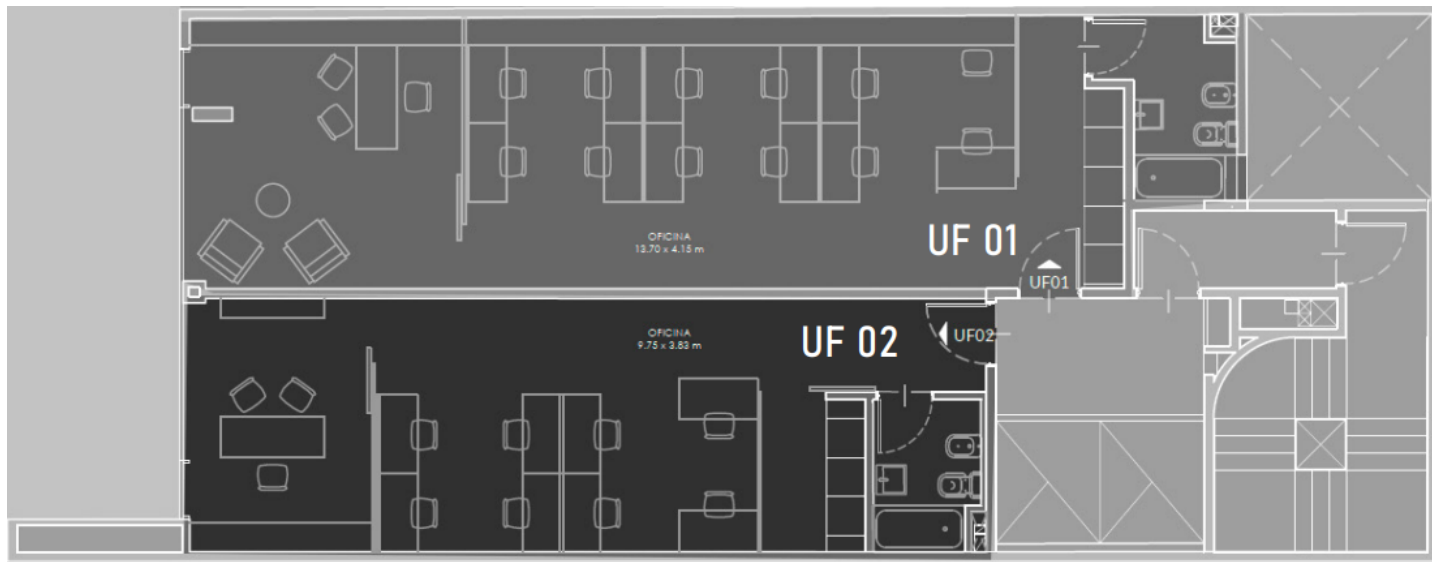 OFICINA
13.70 x 4.15 m
UF 01
UF01
OFICINA
9.75 x 3.83 m
UF 02
UF02